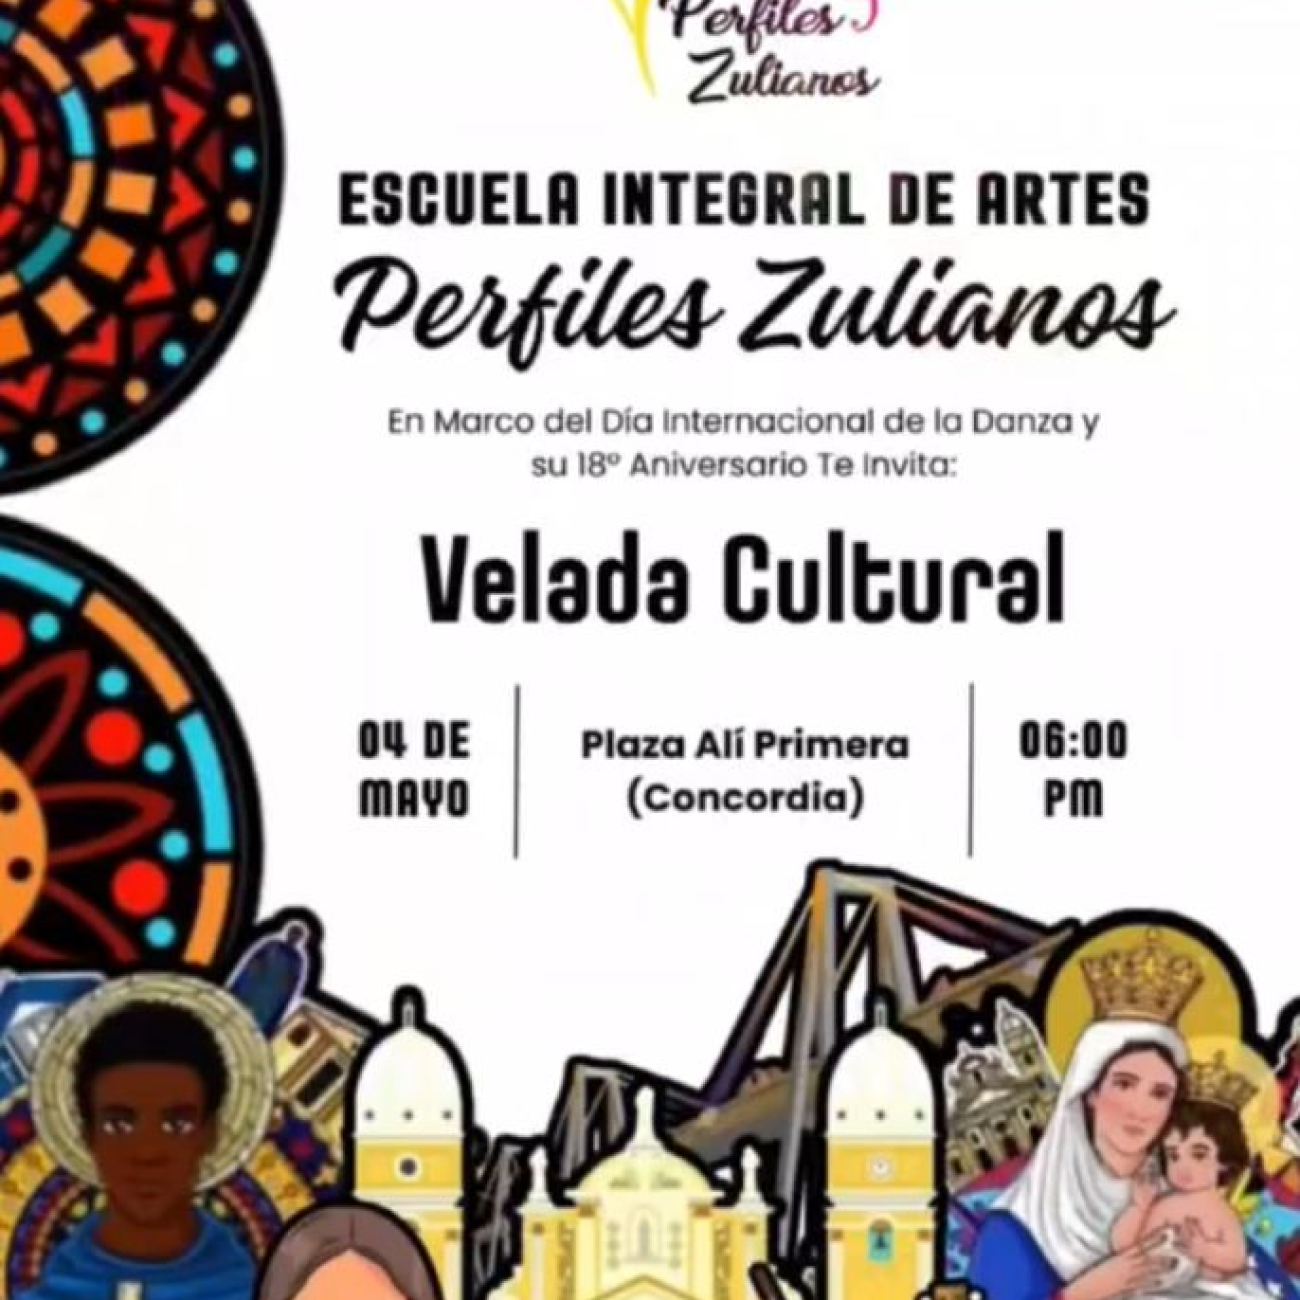 Perfiles
Zulianos
ESCUELA INTEGRAL DE ARTES
Perfiles Zulianos
En Marco del Día Internacional de la Danza y
su 18º Aniversario Te Invita:
Velada Cultural
04 DE
MAYO
Plaza Alí Primera
(Concordia)
06:00
PM